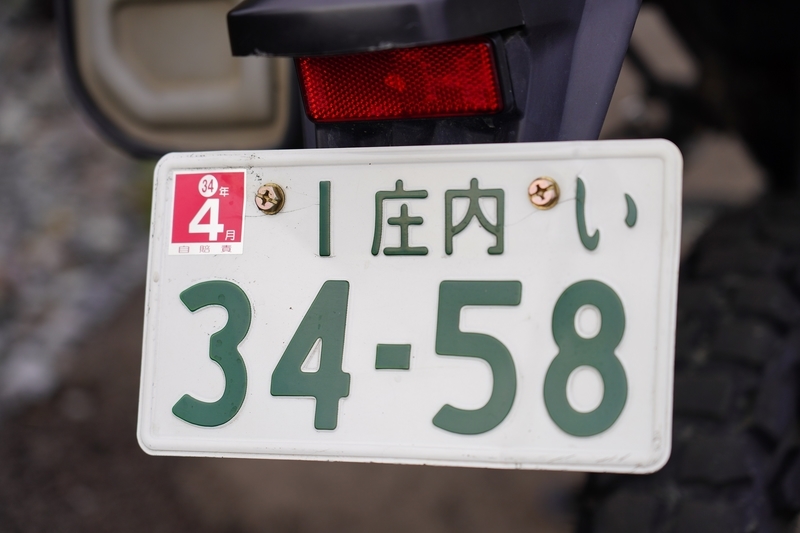 34年
4月
自賠責
1 庄内 い
34-58